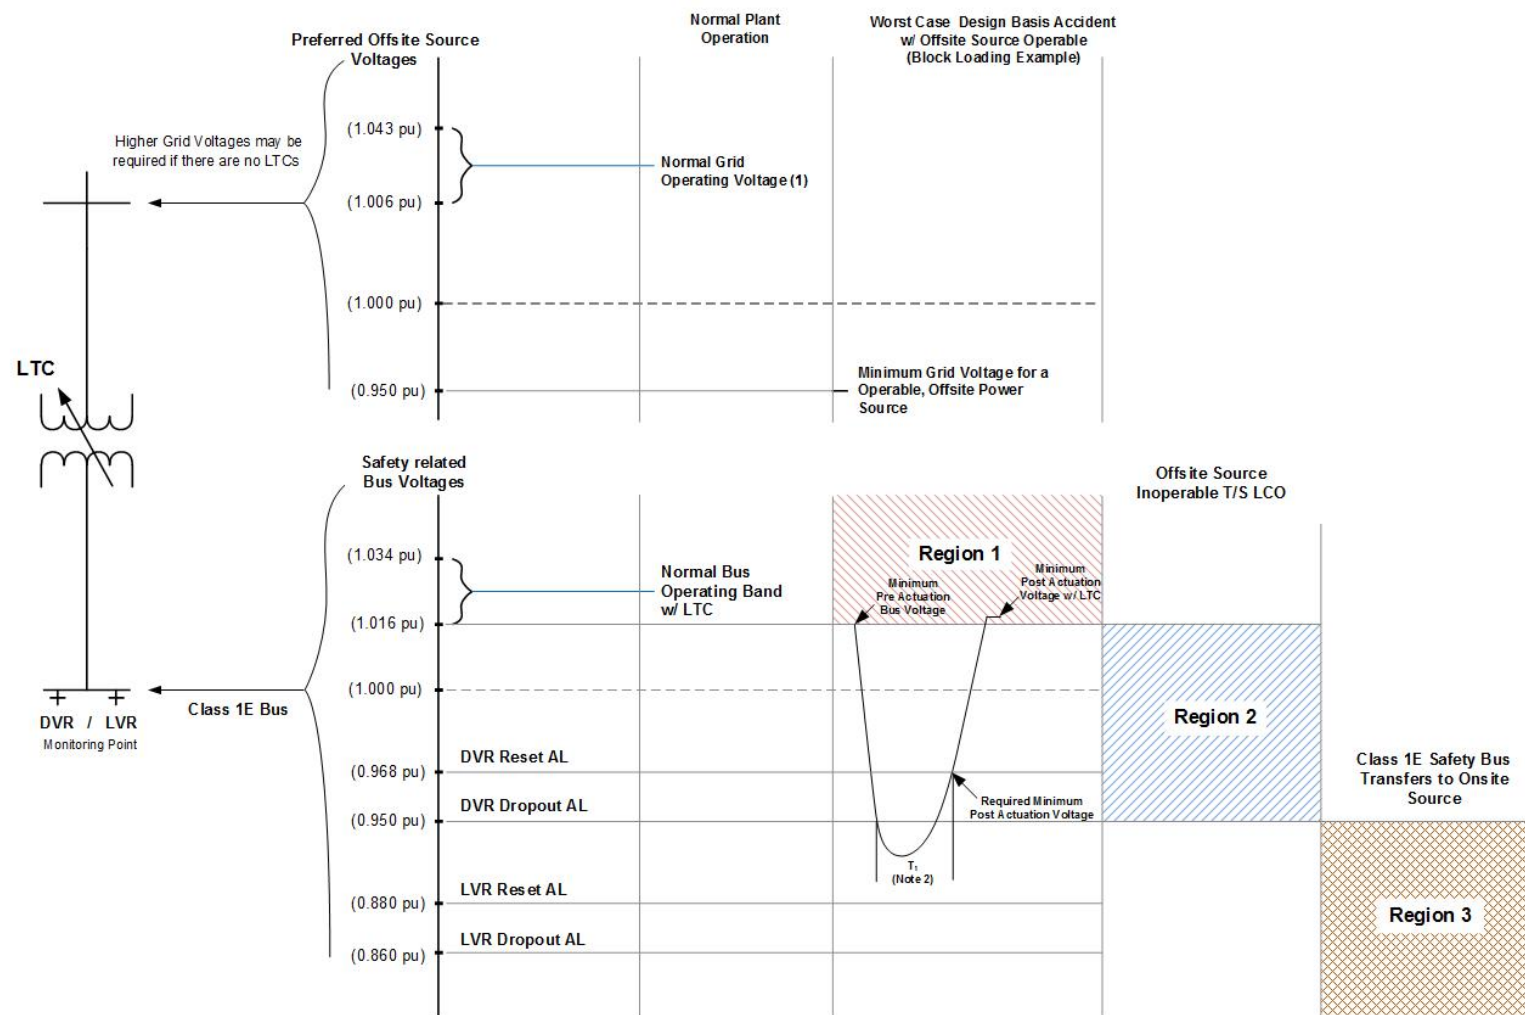 Normal Plant
Operation
Worst Case Design Basis Accident
w/ Offsite Source Operable
(Block Loading Example)
Preferred Offsite Source
Voltages
(1.043 pu)
Higher Grid Voltages may be
required if there are no LTCs
Normal Grid
Operating Voltage (1)
(1.006 pu)
(1.000 pu)
LTC
(0.950 pu)
Minimum Grid Voltage for a
Operable, Offsite Power
Source
Safety related
Bus Voltages
Offsite Source
Inoperable T/S LCO
(1.034 pu)
Normal Bus
Operating Band
w/ LTC
Region 1
Minimum
Pre Actuation
Bus Voltage
Minimum
Post Actuation
Voltage w/ LTC
(1.016 pu)
(1.000 pu)
Class 1E Bus
DVR / LVR
Monitoring Point
Region 2
DVR Reset AL
(0.968 pu)
Class 1E Safety Bus
Transfers to Onsite
Source
DVR Dropout AL
(0.950 pu)
Required Minimum
Post Actuation Voltage
T₁
(Note 2)
LVR Reset AL
(0.880 pu)
Region 3
LVR Dropout AL
(0.860 pu)